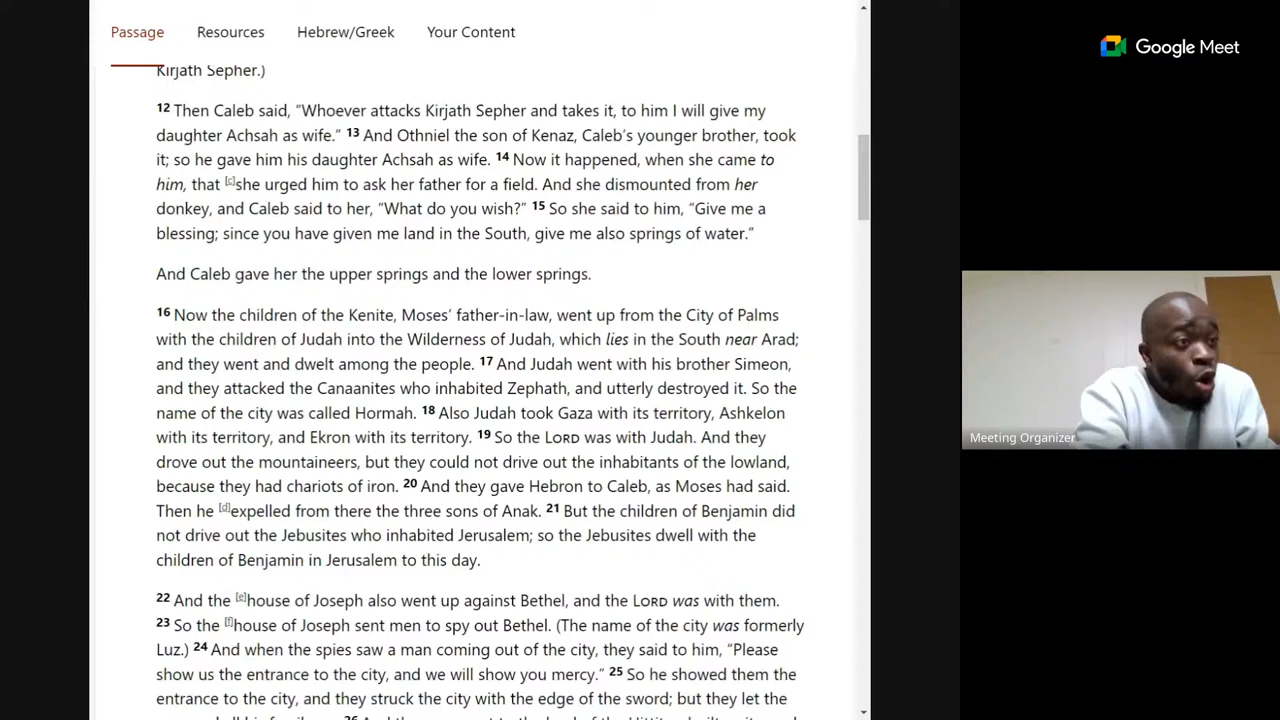 Passage Resources Hebrew/Greek Your Content
Google Meet
Kirjath Sepher.)
12 Then Caleb said, “Whoever attacks Kirjath Sepher and takes it, to him I will give my
daughter Achsah as wife.” 13 And Othniel the son of Kenaz, Caleb’s younger brother, took
it; so he gave him his daughter Achsah as wife. 14 Now it happened, when she came to
him, that [c]she urged him to ask her father for a field. And she dismounted from her
donkey, and Caleb said to her, “What do you wish?” 15 So she said to him, “Give me a
blessing; since you have given me land in the South, give me also springs of water.”
And Caleb gave her the upper springs and the lower springs.
16 Now the children of the Kenite, Moses’ father-in-law, went up from the City of Palms
with the children of Judah into the Wilderness of Judah, which lies in the South near Arad;
and they went and dwelt among the people. 17 And Judah went with his brother Simeon,
and they attacked the Canaanites who inhabited Zephath, and utterly destroyed it. So the
name of the city was called Hormah. 18 Also Judah took Gaza with its territory, Ashkelon
with its territory, and Ekron with its territory. 19 So the LORD was with Judah. And they
drove out the mountaineers, but they could not drive out the inhabitants of the lowland,
because they had chariots of iron. 20 And they gave Hebron to Caleb, as Moses had said.
Then he [d]expelled from there the three sons of Anak. 21 But the children of Benjamin did
not drive out the Jebusites who inhabited Jerusalem; so the Jebusites dwell with the
children of Benjamin in Jerusalem to this day.
22 And the [e]house of Joseph also went up against Bethel, and the LORD was with them.
23 So the [f]house of Joseph sent men to spy out Bethel. (The name of the city was formerly
Luz.) 24 And when the spies saw a man coming out of the city, they said to him, “Please
show us the entrance to the city, and we will show you mercy.” 25 So he showed them the
entrance to the city, and they struck the city with the edge of the sword; but they let the
Meeting Organizer